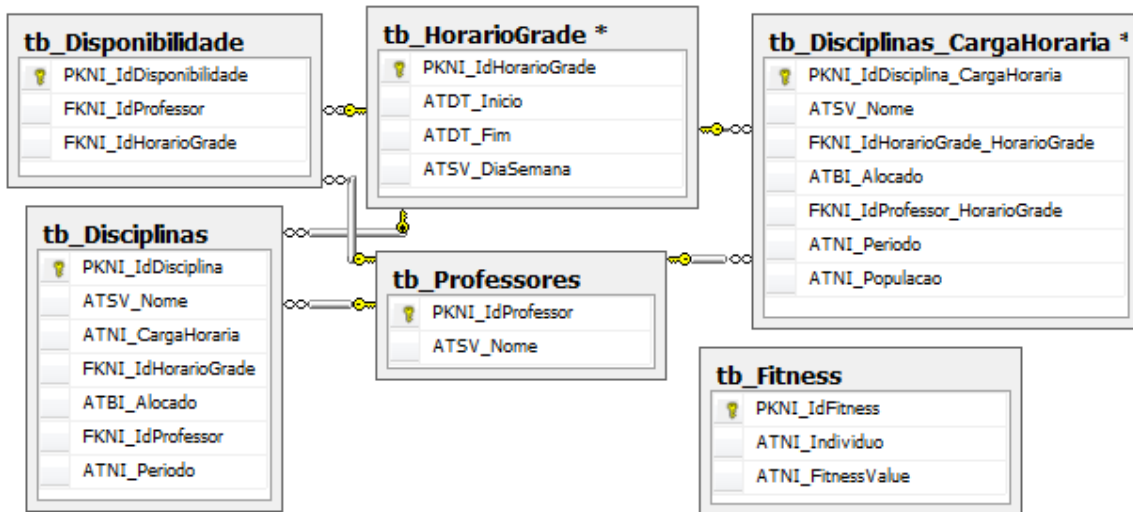 tb_Disponibilidade
PKNI_IdDisponibilidade
FKNI_IdProfessor
FKNI_IdHorarioGrade
tb_HorarioGrade *
PKNI_IdHorarioGrade
ATDT_Inicio
ATDT_Fim
ATSV_DiaSemana
tb_Disciplinas_CargaHoraria *
PKNI_IdDisciplina_CargaHoraria
ATSV_Nome
FKNI_IdHorarioGrade_HorarioGrade
ATBI_Alocado
FKNI_IdProfessor_HorarioGrade
ATNI_Periodo
ATNI_Populacao
tb_Disciplinas
PKNI_IdDisciplina
ATSV_Nome
ATNI_CargaHoraria
FKNI_IdHorarioGrade
ATBI_Alocado
FKNI_IdProfessor
ATNI_Periodo
tb_Professores
PKNI_IdProfessor
ATSV_Nome
tb_Fitness
PKNI_IdFitness
ATNI_Individuo
ATNI_FitnessValue